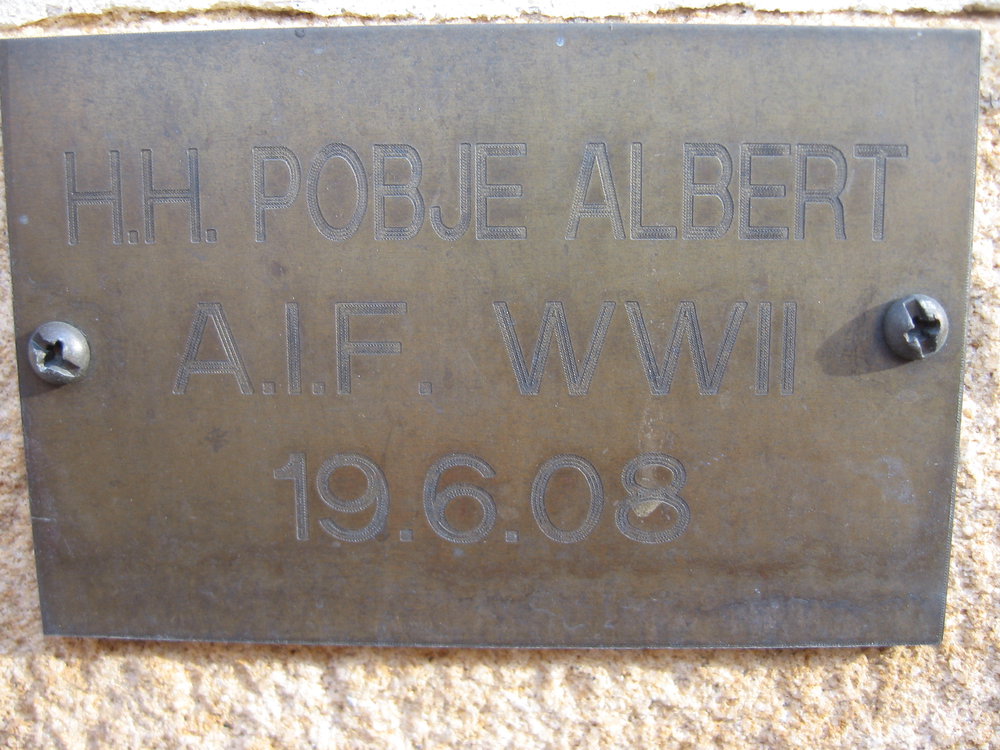 H.H. POBJE ALBERT
A.I.F. WWII
19.6.08